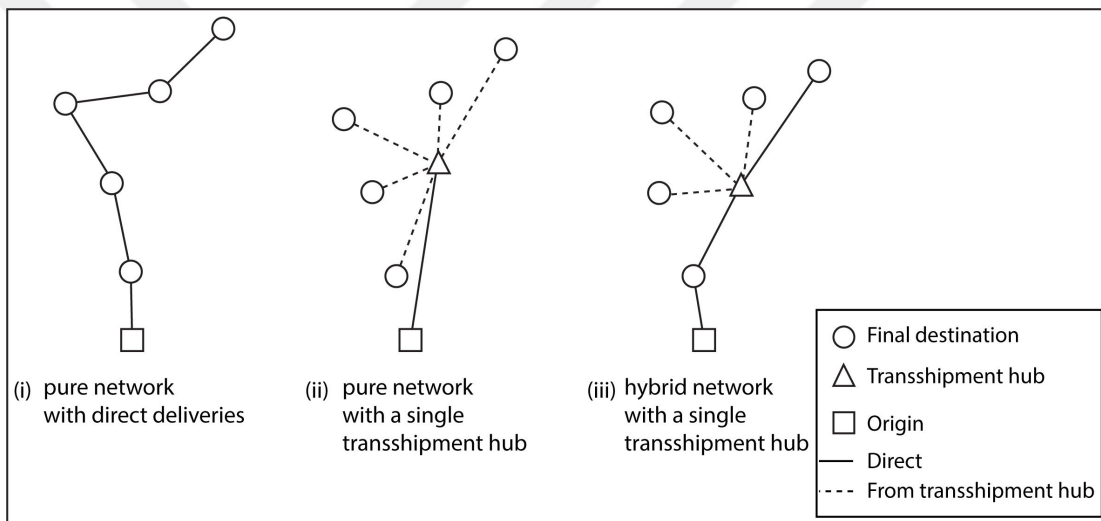 (i) pure network
with direct deliveries
(ii) pure network
with a single
transshipment hub
(iii) hybrid network
with a single
transshipment hub
Final destination
Transshipment hub
Origin
Direct
From transshipment hub